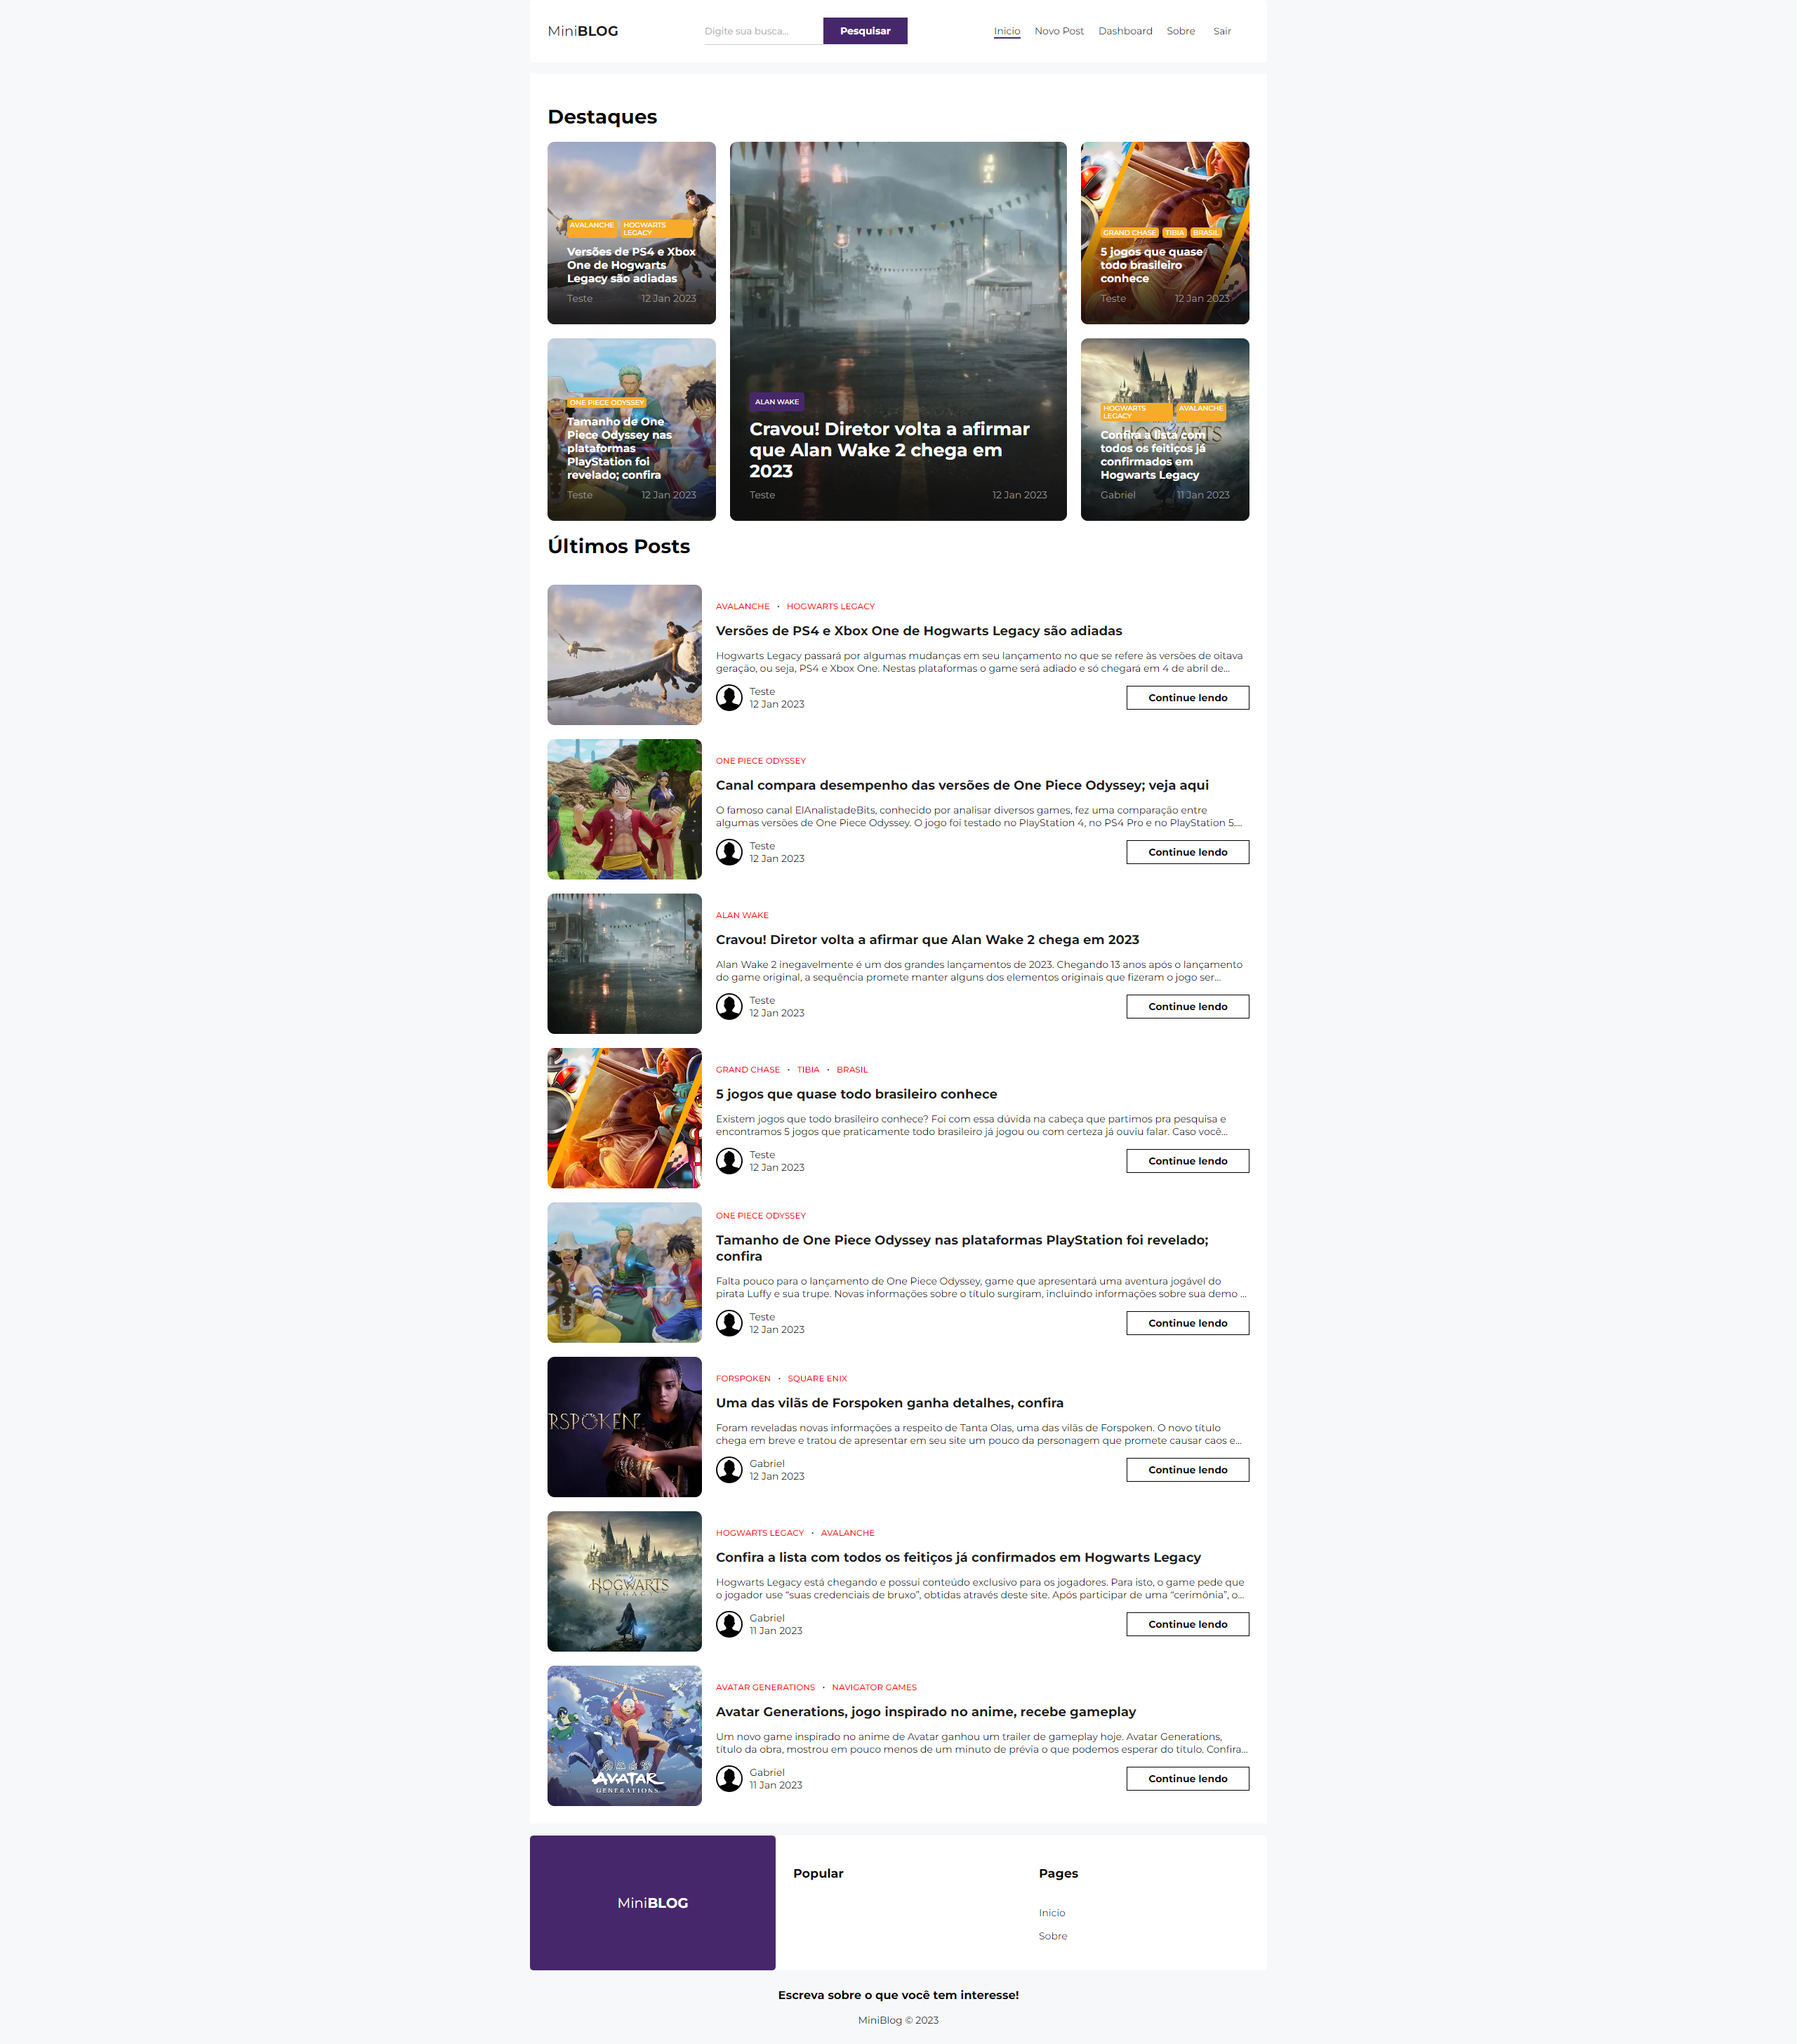 MiniBLOG
Digite sua busca...
Pesquisar
Inicio
Novo Post
Dashboard
Sobre
Sair
Destaques
AVALANCHE
HOGWARTS
LEGACY
Versões de PS4 e Xbox
One de Hogwarts
Legacy são adiadas
Teste
12 Jan 2023
ONE PIECE ODYSSEY
Tamanho de One
Piece Odyssey nas
plataformas
PlayStation foi
revelado; confira
Teste
12 Jan 2023
ALAN WAKE
Cravou! Diretor volta a afirmar
que Alan Wake 2 chega em
2023
Teste
12 Jan 2023
GRAND CHASE
TIBIA
BRASIL
5 jogos que quase
todo brasileiro
conhece
Teste
12 Jan 2023
HOGWARTS
LEGACY
AVALANCHE
Confira a lista com
todos os feitiços já
confirmados em
Hogwarts Legacy
Gabriel
11 Jan 2023
Últimos Posts
AVALANCHE • HOGWARTS LEGACY
Versões de PS4 e Xbox One de Hogwarts Legacy são adiadas
Hogwarts Legacy passará por algumas mudanças em seu lançamento no que se refere às versões de oitava
geração, ou seja, PS4 e Xbox One. Nestas plataformas o game será adiado e só chegará em 4 de abril de...
Teste
12 Jan 2023
Continue lendo
ONE PIECE ODYSSEY
Canal compara desempenho das versões de One Piece Odyssey; veja aqui
O famoso canal ElAnalistadeBits, conhecido por analisar diversos games, fez uma comparação entre
algumas versões de One Piece Odyssey. O jogo foi testado no PlayStation 4, no PS4 Pro e no PlayStation 5....
Teste
12 Jan 2023
Continue lendo
ALAN WAKE
Cravou! Diretor volta a afirmar que Alan Wake 2 chega em 2023
Alan Wake 2 inegavelmente é um dos grandes lançamentos de 2023. Chegando 13 anos após o lançamento
do game original, a sequência promete manter alguns dos elementos originais que fizeram o jogo ser...
Teste
12 Jan 2023
Continue lendo
GRAND CHASE • TIBIA • BRASIL
5 jogos que quase todo brasileiro conhece
Existem jogos que todo brasileiro conhece? Foi com essa dúvida na cabeça que partimos pra pesquisa e
encontramos 5 jogos que praticamente todo brasileiro já jogou ou com certeza já ouviu falar. Caso você...
Teste
12 Jan 2023
Continue lendo
ONE PIECE ODYSSEY
Tamanho de One Piece Odyssey nas plataformas PlayStation foi revelado;
confira
Falta pouco para o lançamento de One Piece Odyssey, game que apresentará uma aventura jogável do
pirata Luffy e sua trupe. Novas informações sobre o título surgiram, incluindo informações sobre sua demo ...
Teste
12 Jan 2023
Continue lendo
RSPOKEN
FORSPOKEN • SQUARE ENIX
Uma das vilãs de Forspoken ganha detalhes, confira
Foram reveladas novas informações a respeito de Tanta Olas, uma das vilãs de Forspoken. O novo título
chega em breve e tratou de apresentar em seu site um pouco da personagem que promete causar caos e...
Gabriel
12 Jan 2023
Continue lendo
HOGWARTS
LEGACY
HOGWARTS LEGACY • AVALANCHE
Confira a lista com todos os feitiços já confirmados em Hogwarts Legacy
Hogwarts Legacy está chegando e possui conteúdo exclusivo para os jogadores. Para isto, o game pede que
o jogador use “suas credenciais de bruxo”, obtidas através deste site. Após participar de uma “cerimônia”, o...
Gabriel
11 Jan 2023
Continue lendo
AVATAR
GENERATIONS
AVATAR GENERATIONS • NAVIGATOR GAMES
Avatar Generations, jogo inspirado no anime, recebe gameplay
Um novo game inspirado no anime de Avatar ganhou um trailer de gameplay hoje. Avatar Generations,
título da obra, mostrou em pouco menos de um minuto de prévia o que podemos esperar do título. Confira...
Gabriel
11 Jan 2023
Continue lendo
MiniBLOG
Popular
Pages
Inicio
Sobre
Escreva sobre o que você tem interesse!
MiniBlog © 2023